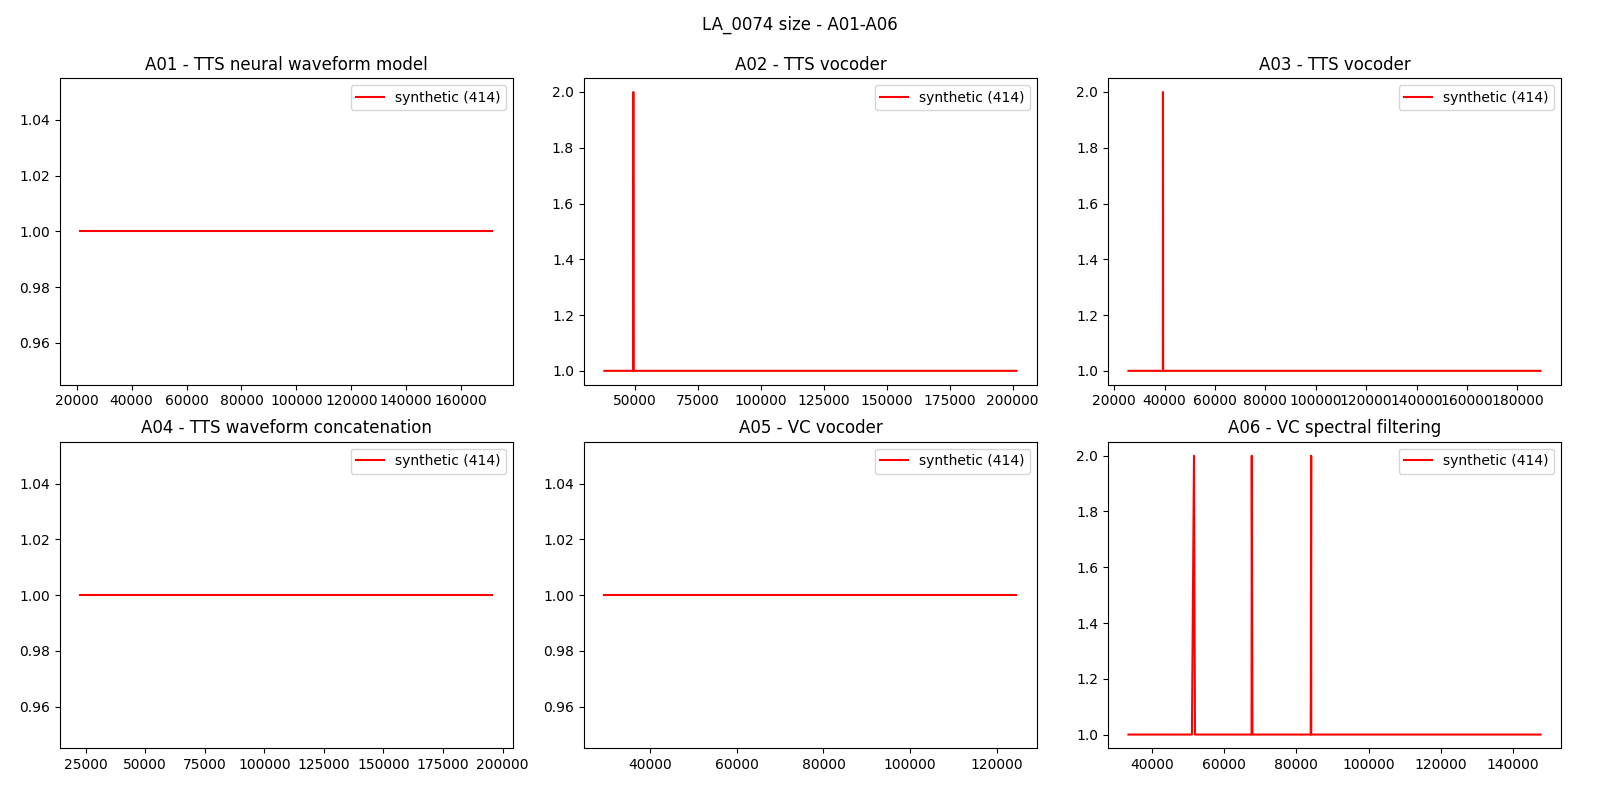 LA_0074 size - A01-A06
A01 - TTS neural waveform model
synthetic (414)
1.04
1.02
1.00
0.98
0.96
20000 40000 60000 80000 100000 120000 140000 160000
A02 - TTS vocoder
synthetic (414)
2.0
1.8
1.6
1.4
1.2
1.0
50000 75000 100000 125000 150000 175000 200000
A03 - TTS vocoder
synthetic (414)
2.0
1.8
1.6
1.4
1.2
1.0
20000 40000 60000 80000 100000 120000 140000 160000 180000
A04 - TTS waveform concatenation
synthetic (414)
1.04
1.02
1.00
0.98
0.96
25000 50000 75000 100000 125000 150000 175000 200000
A05 - VC vocoder
synthetic (414)
1.04
1.02
1.00
0.98
0.96
40000 60000 80000 100000 120000
A06 - VC spectral filtering
synthetic (414)
2.0
1.8
1.6
1.4
1.2
1.0
40000 60000 80000 100000 120000 140000